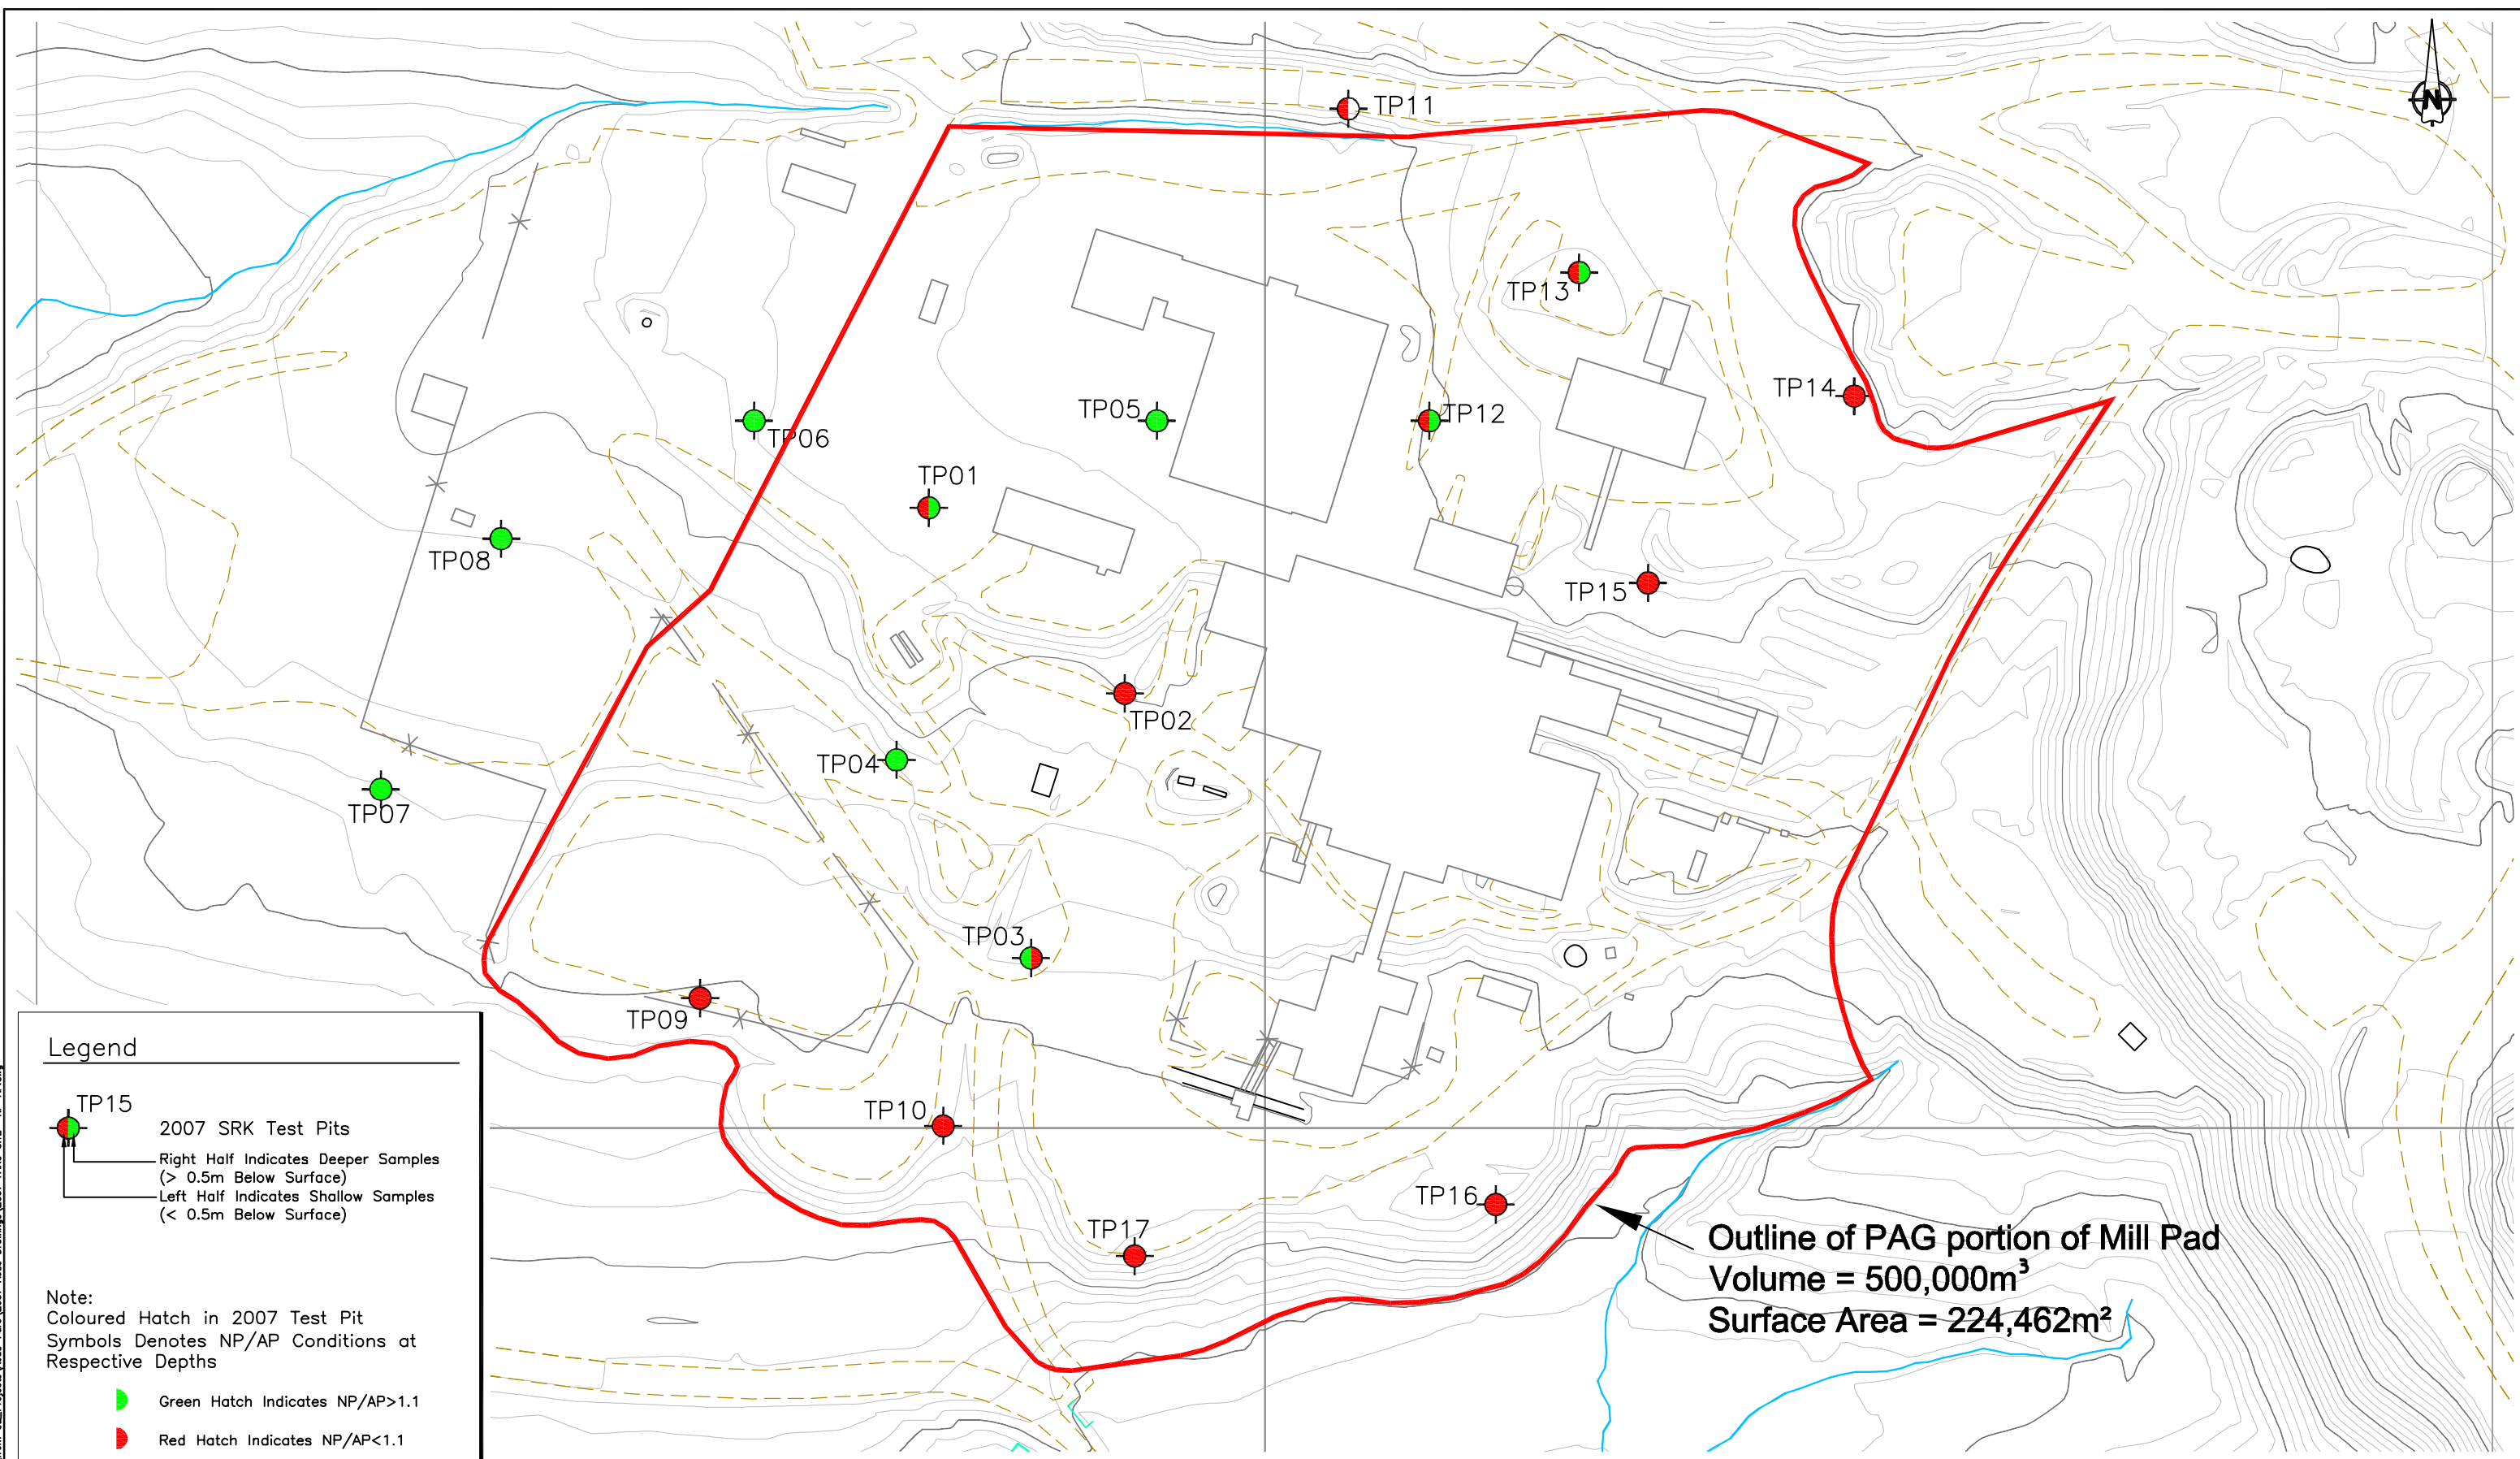 N
TP11
TP13
TP14
TP05
TP12
TP06
TP01
TP08
TP15
TP02
TP04
TP07
TP03
TP09
TP10
TP16
TP17
Outline of PAG portion of Mill Pad
Volume = 500,000m³
Surface Area = 224,462m²
Legend
TP15
2007 SRK Test Pits
Right Half Indicates Deeper Samples
(> 0.5m Below Surface)
Left Half Indicates Shallow Samples
(< 0.5m Below Surface)
Note:
Coloured Hatch in 2007 Test Pit
Symbols Denotes NP/AP Conditions at
Respective Depths
Green Hatch Indicates NP/AP>1.1
Red Hatch Indicates NP/AP<1.1